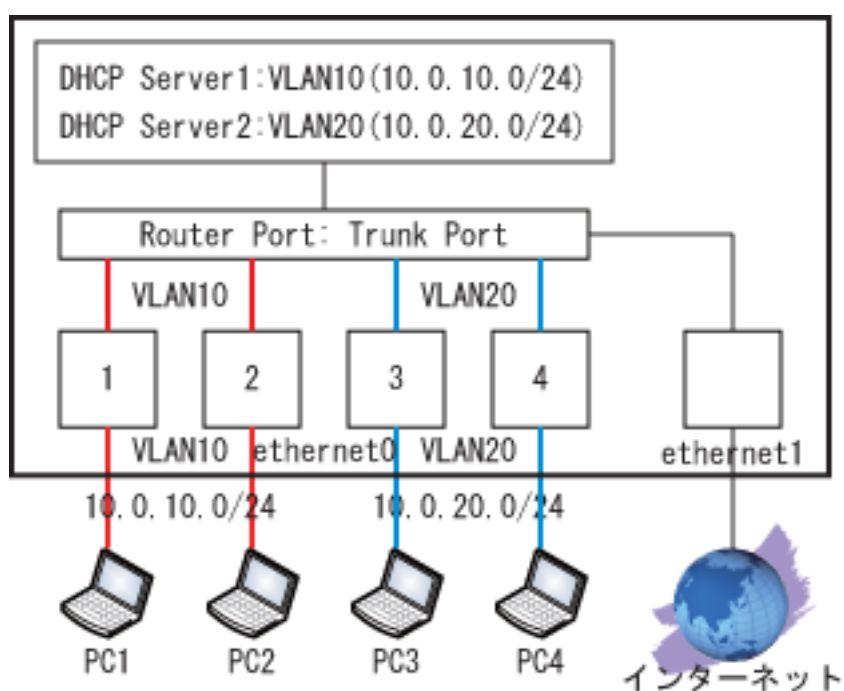 DHCP Server1:VLAN10(10.0.10.0/24)
DHCP Server2:VLAN20(10.0.20.0/24)
Router Port: Trunk Port
VLAN10 VLAN20
1 2 3 4
VLAN10 ethernet0 VLAN20 ethernet1
10.0.10.0/24 10.0.20.0/24
PC1 PC2 PC3 PC4 インターネット